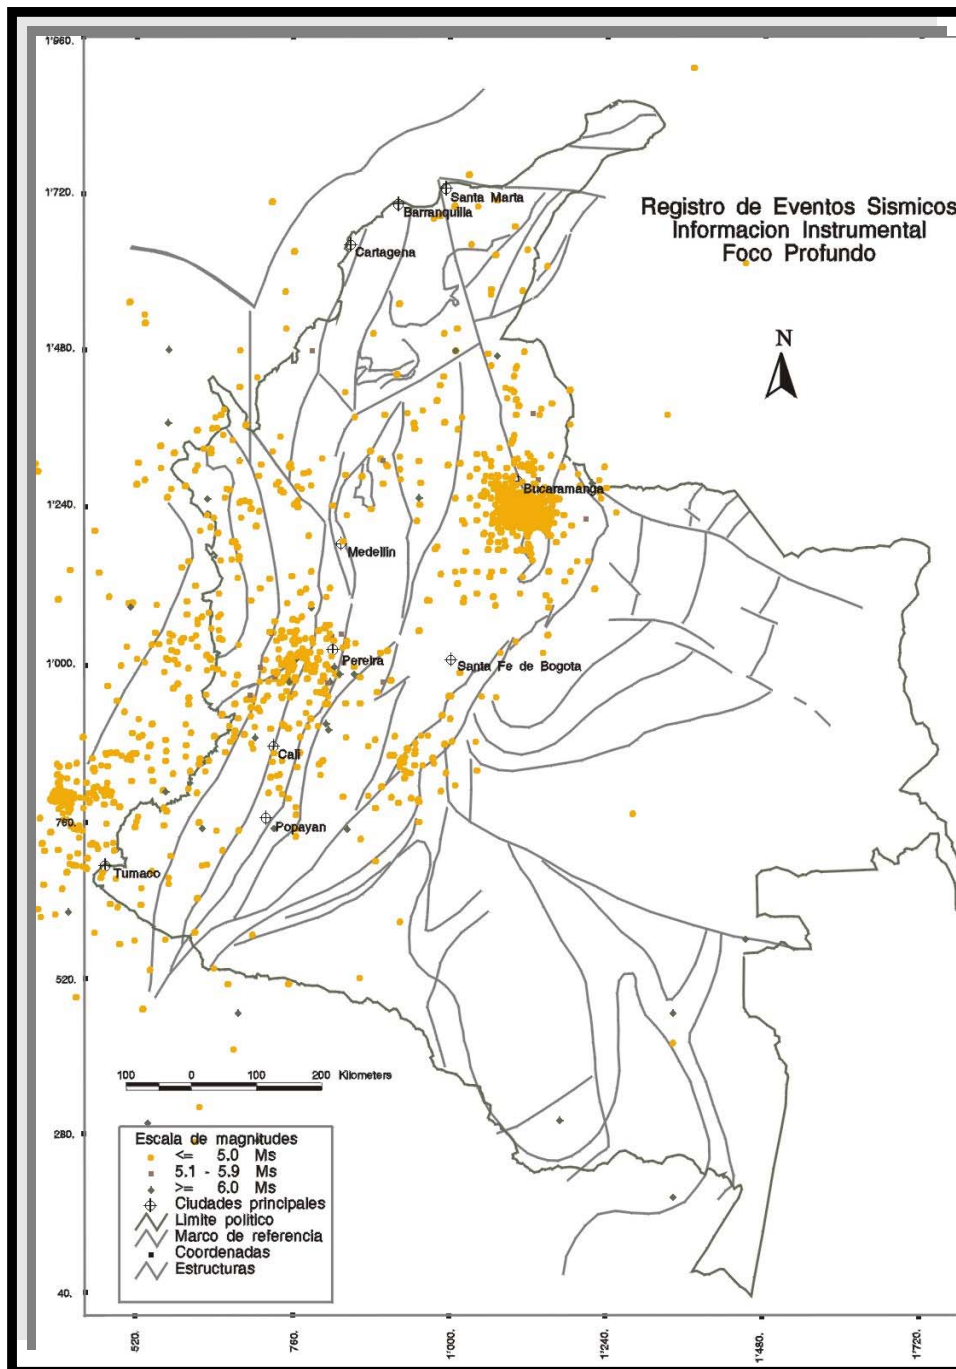 1'960.
1'720.
Santa Marta
Barranquilla
Cartagena
Registro de Eventos Sismicos
Informacion Instrumental
Foco Profundo
N
1'480.
Bucaramanga
1'240.
Medellin
1'000.
Pereira
Santa Fe de Bogota
Cali
760.
Popayan
Tumaco
520.
100 0 100 200 Kilometers
280.
Escala de magnitudes
<= 5.0 Ms
5.1 - 5.9 Ms
>= 6.0 Ms
Ciudades principales
Limite politico
Marco de referencia
Coordenadas
Estructuras
40.
520. 760. 1'000. 1'240. 1'480. 1'720.